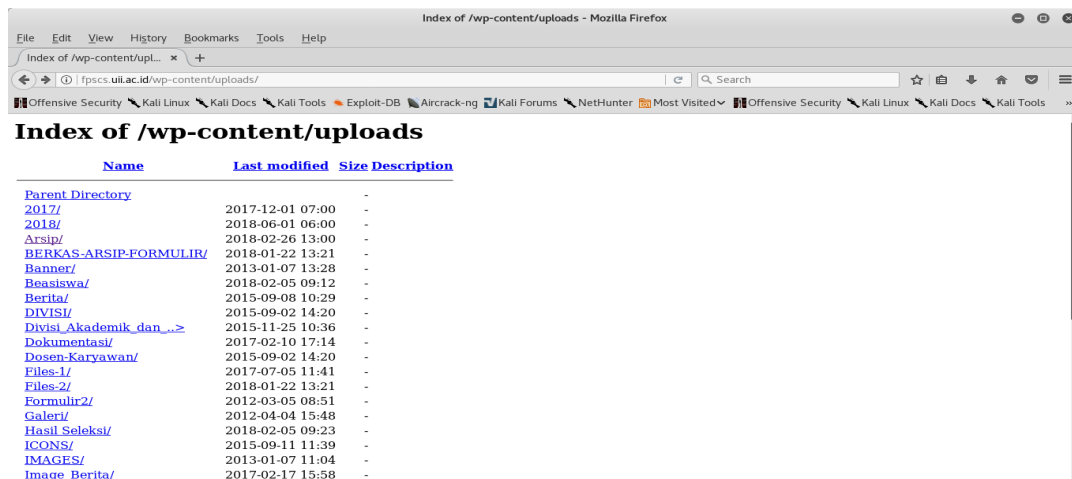 Index of /wp-content/uploads - Mozilla Firefox
File Edit View History Bookmarks Tools Help
Index of /wp-content/upl... × +
fpscs.uii.ac.id/wp-content/uploads/ Search
Offensive Security Kali Linux Kali Docs Kali Tools Exploit-DB Aircrack-ng Kali Forums NetHunter Most Visited Offensive Security Kali Linux Kali Docs Kali Tools »
Index of /wp-content/uploads
Name Last modified Size Description
Parent Directory -
2017/ 2017-12-01 07:00 -
2018/ 2018-06-01 06:00 -
Arsip/ 2018-02-26 13:00 -
BERKAS-ARSIP-FORMULIR/ 2018-01-22 13:21 -
Banner/ 2013-01-07 13:28 -
Beasiswa/ 2018-02-05 09:12 -
Berita/ 2015-09-08 10:29 -
DIVISI/ 2015-09-02 14:20 -
Divisi_Akademik_dan_..> 2015-11-25 10:36 -
Dokumentasi/ 2017-02-10 17:14 -
Dosen-Karyawan/ 2015-09-02 14:20 -
Files-1/ 2017-07-05 11:41 -
Files-2/ 2018-01-22 13:21 -
Formulir2/ 2012-03-05 08:51 -
Galeri/ 2012-04-04 15:48 -
Hasil Seleksi/ 2018-02-05 09:23 -
ICONS/ 2015-09-11 11:39 -
IMAGES/ 2013-01-07 11:04 -
Image_Berita/ 2017-02-17 15:58 -